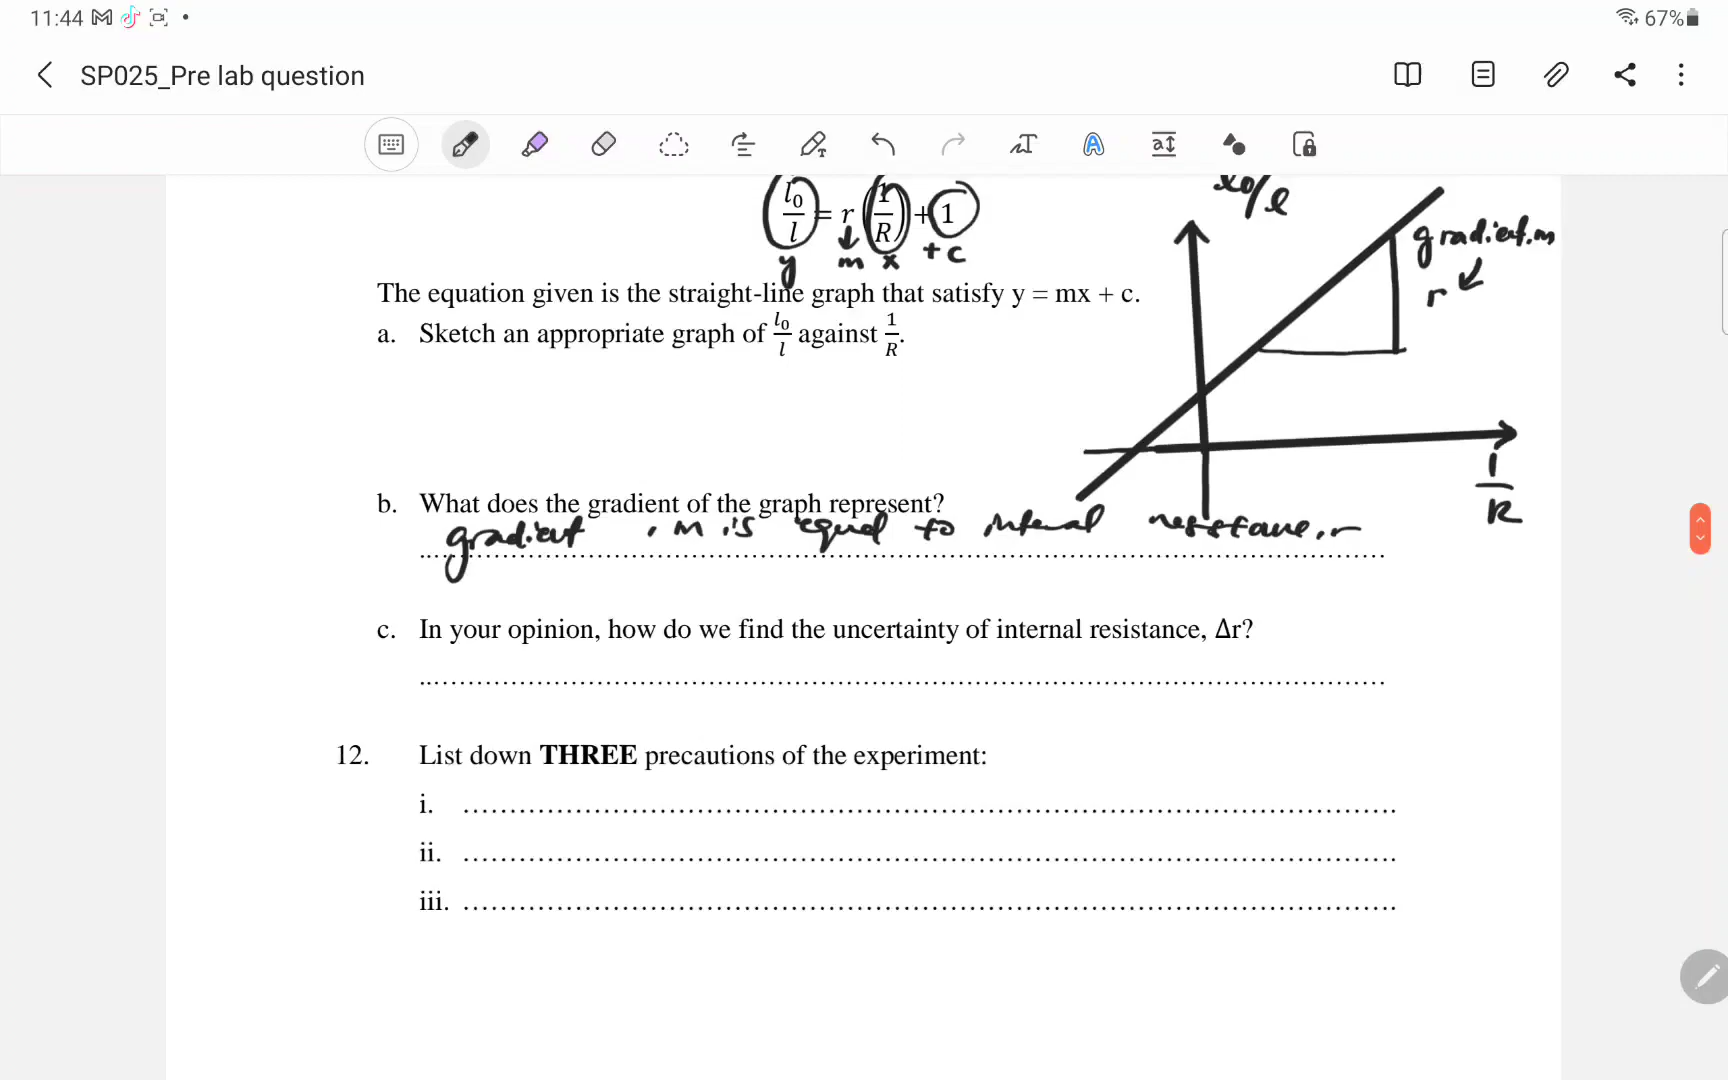 11:44
67%
SP025_Pre lab question
l₀/l = r (1/R) + 1
y m x + c
lo/l
gradient, m
r
The equation given is the straight-line graph that satisfy y = mx + c.
a. Sketch an appropriate graph of l₀/l against 1/R.
1/R
b. What does the gradient of the graph represent?
gradient , m is equal to internal resistance, r
c. In your opinion, how do we find the uncertainty of internal resistance, Δr?
12. List down THREE precautions of the experiment:
i.
ii.
iii.